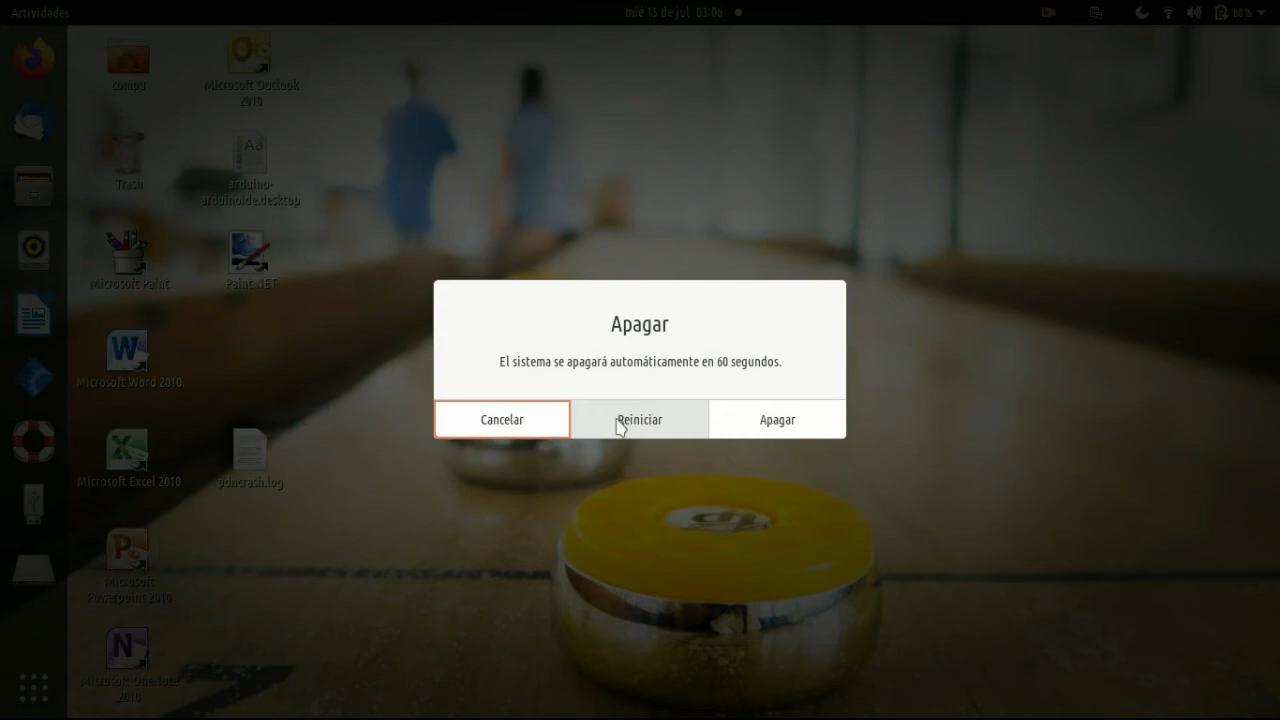 Actividades
mié 15 de jul 03:06
80 %
compu
Microsoft Outlook
2010
Trash
arduino-
arduinoide.desktop
Microsoft Paint
Paint.NET
Apagar
El sistema se apagará automáticamente en 60 segundos.
Cancelar
Reiniciar
Apagar
Microsoft Word 2010
Microsoft Excel 2010
pdncrash.log
Microsoft
Powerpoint 2010
Microsoft OneNote
2010